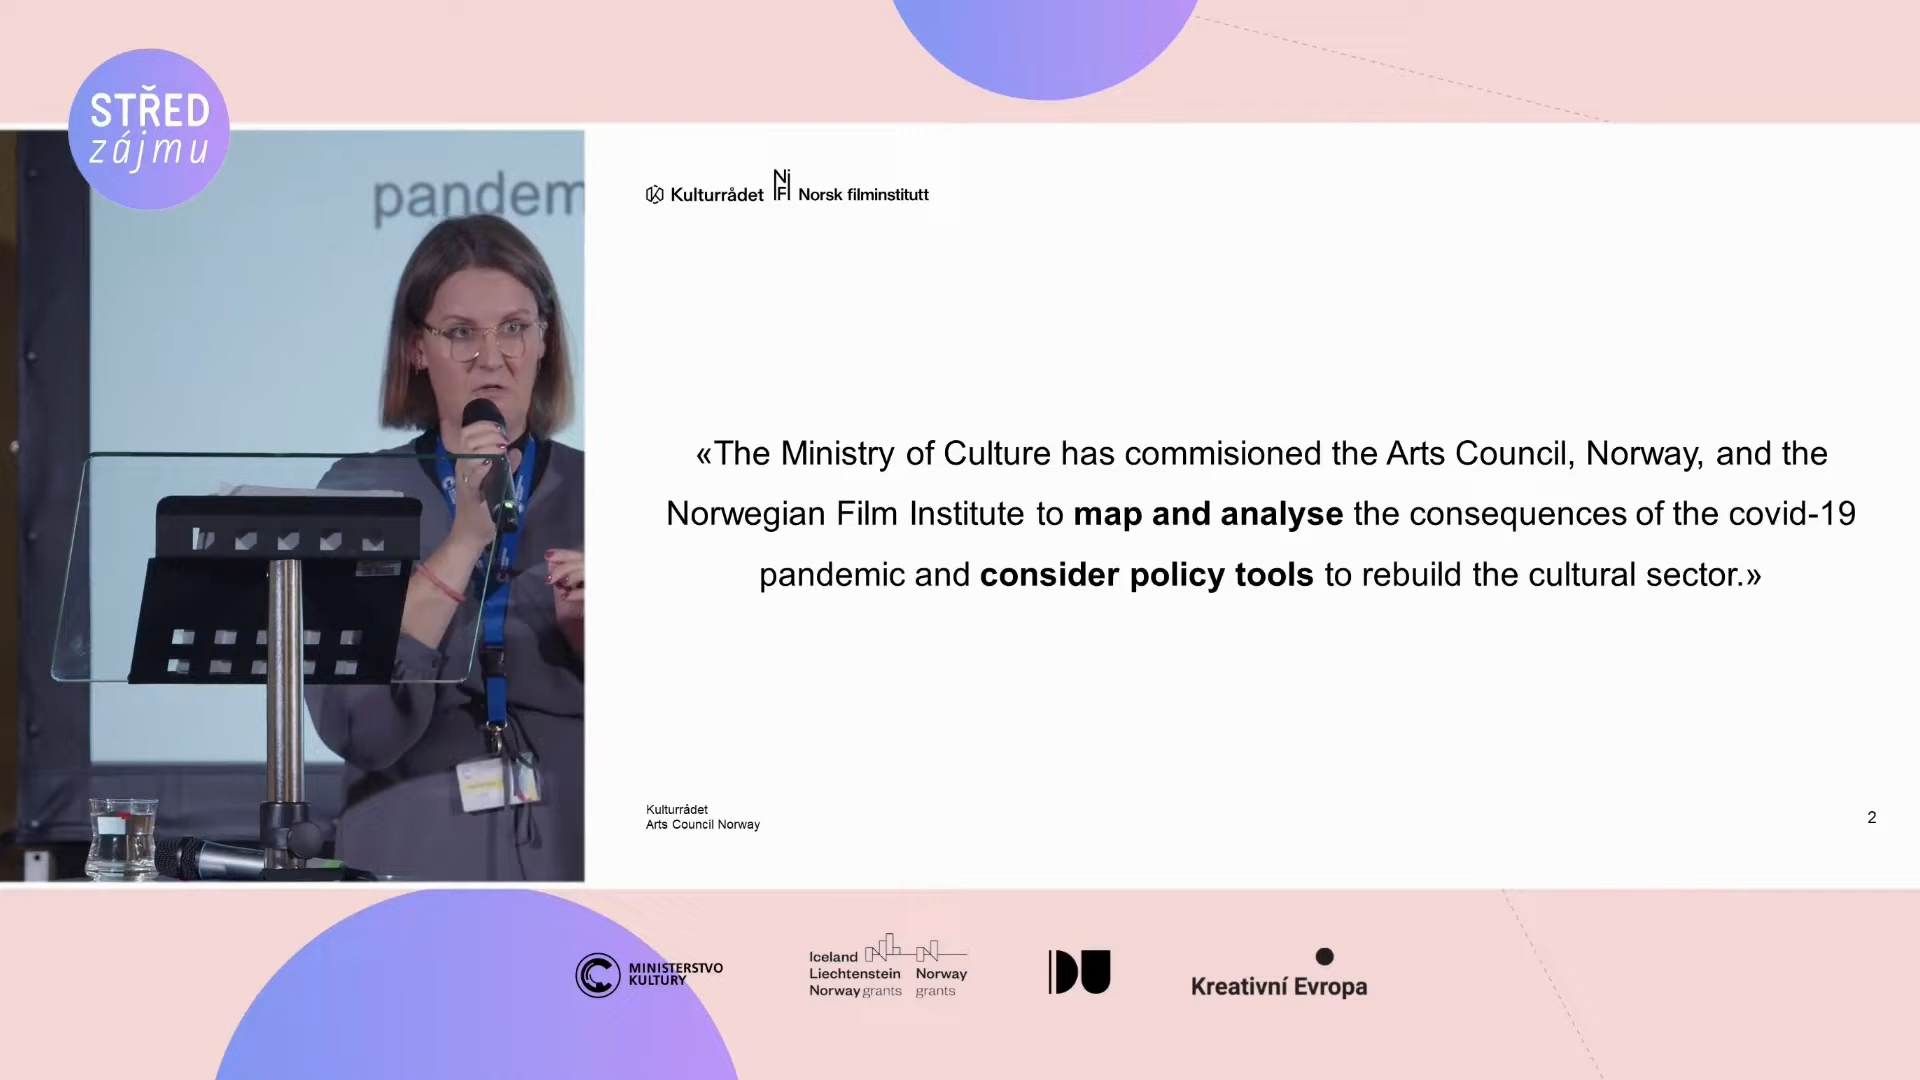 STŘED
zájmu
pandem
Kulturrådet
NFI
Norsk filminstitutt
«The Ministry of Culture has commisioned the Arts Council, Norway, and the
Norwegian Film Institute to map and analyse the consequences of the covid-19
pandemic and consider policy tools to rebuild the cultural sector.»
Kulturrådet
Arts Council Norway
2
MINISTERSTVO
KULTURY
Iceland
Liechtenstein
Norway grants
Norway
grants
DU
Kreativní Evropa